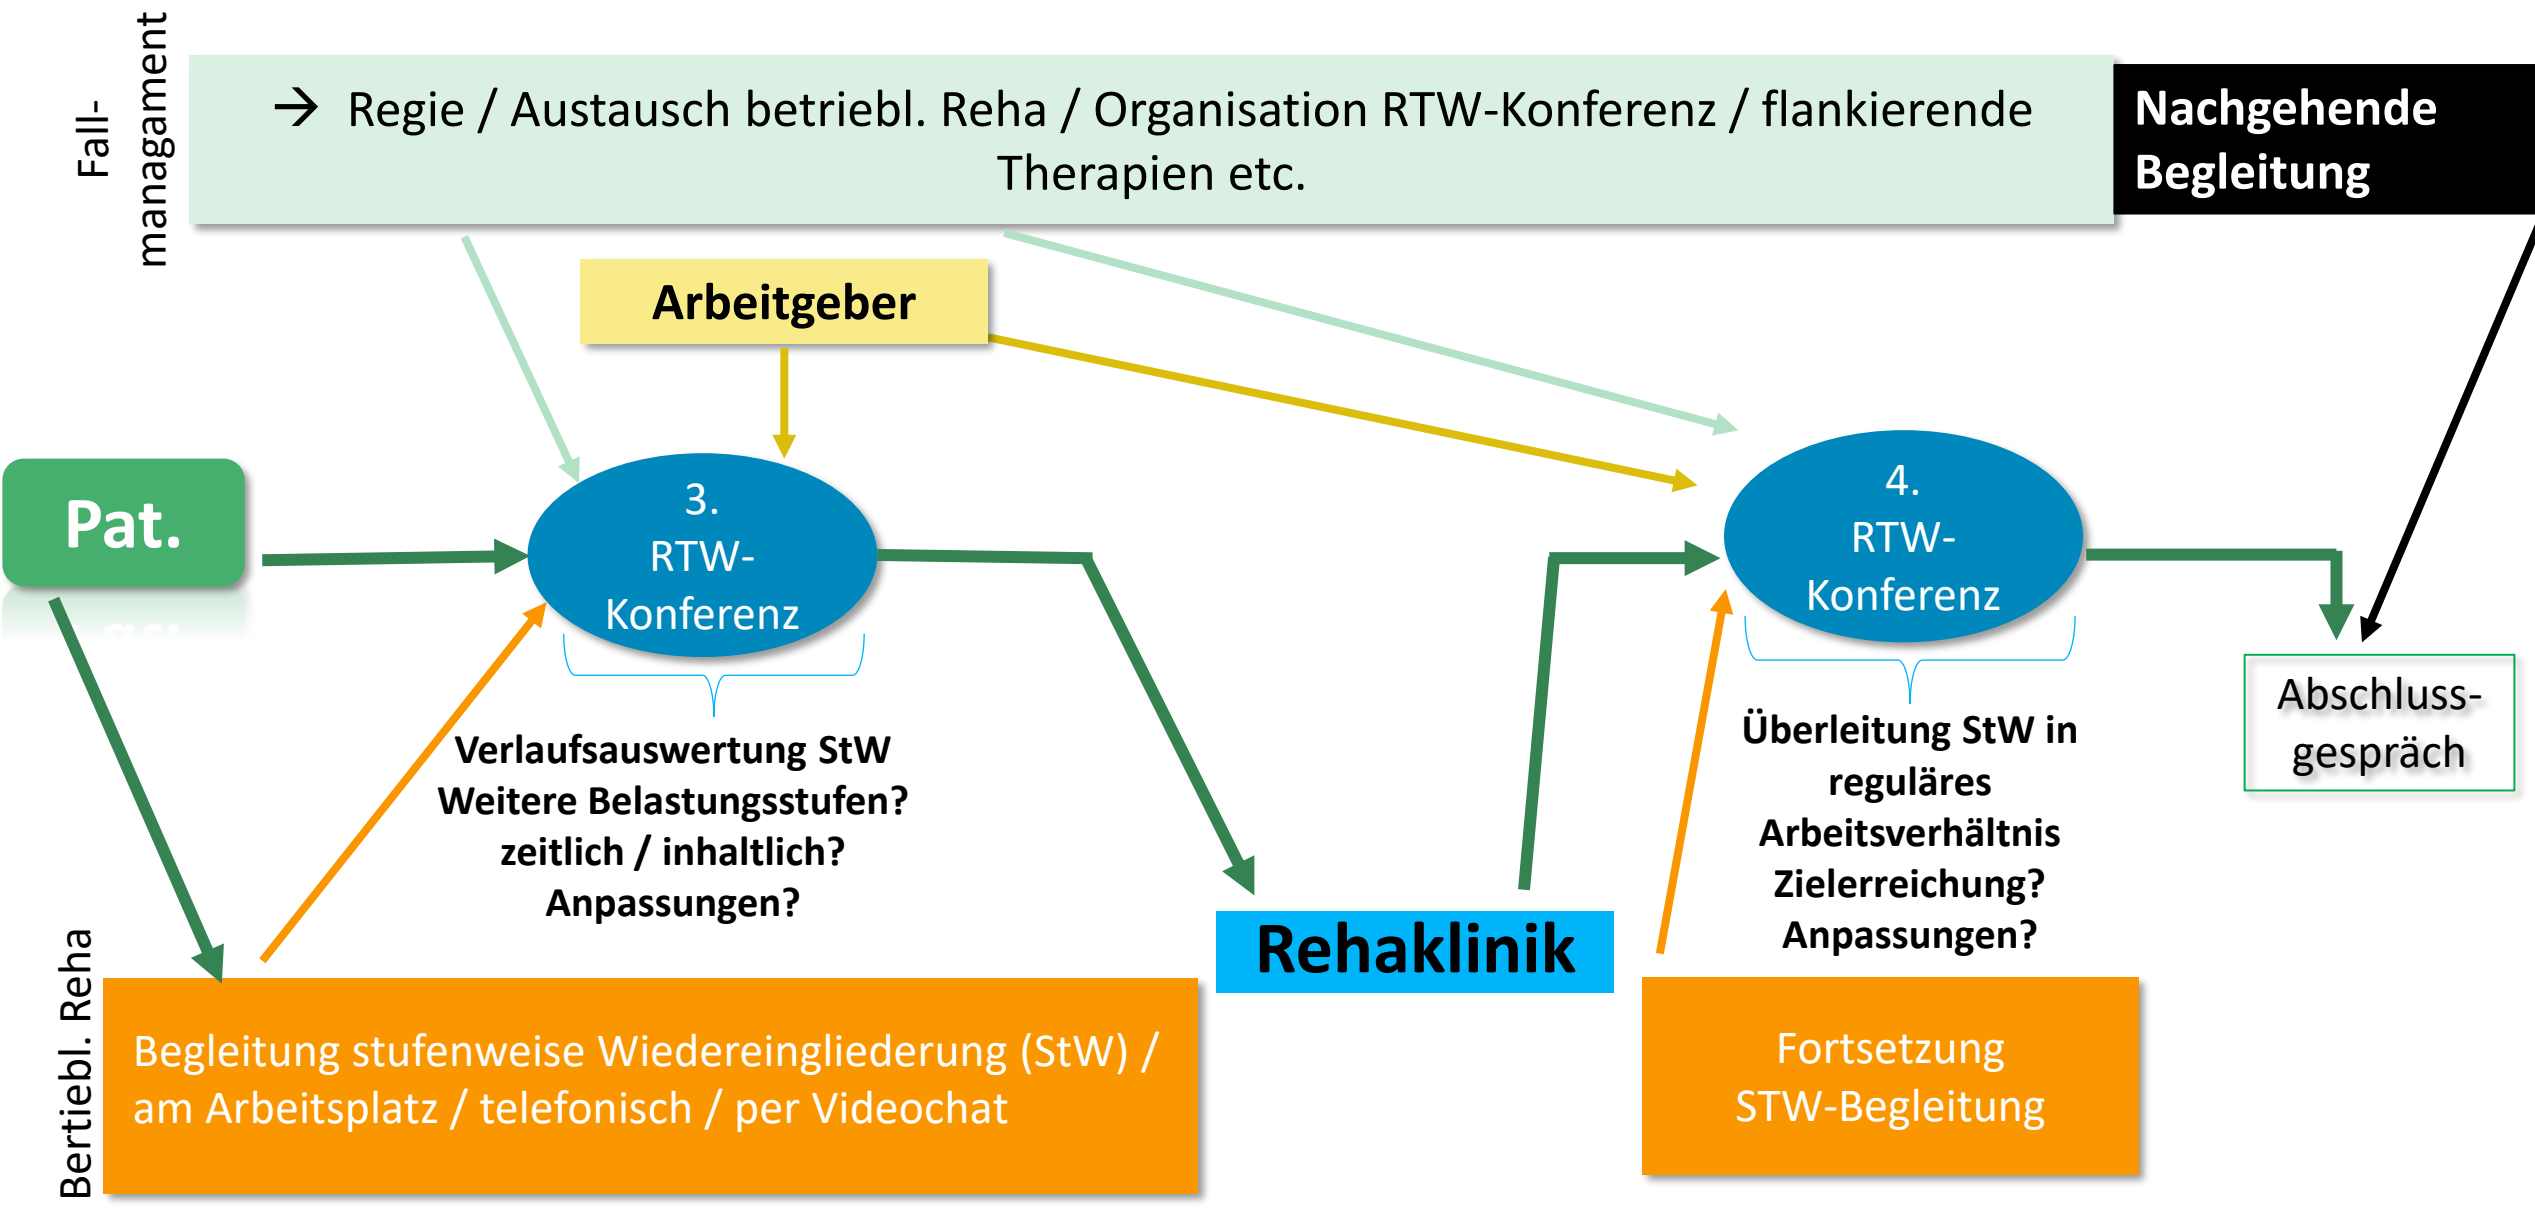 Fall-
managament
→ Regie / Austausch betriebl. Reha / Organisation RTW-Konferenz / flankierende
Therapien etc.
Nachgehende
Begleitung
Arbeitgeber
Pat.
3.
RTW-
Konferenz
4.
RTW-
Konferenz
Verlaufsauswertung StW
Weitere Belastungsstufen?
zeitlich / inhaltlich?
Anpassungen?
Überleitung StW in
reguläres
Arbeitsverhältnis
Zielerreichung?
Anpassungen?
Abschluss-
gespräch
Rehaklinik
Bertiebl. Reha
Begleitung stufenweise Wiedereingliederung (StW) /
am Arbeitsplatz / telefonisch / per Videochat
Fortsetzung
STW-Begleitung